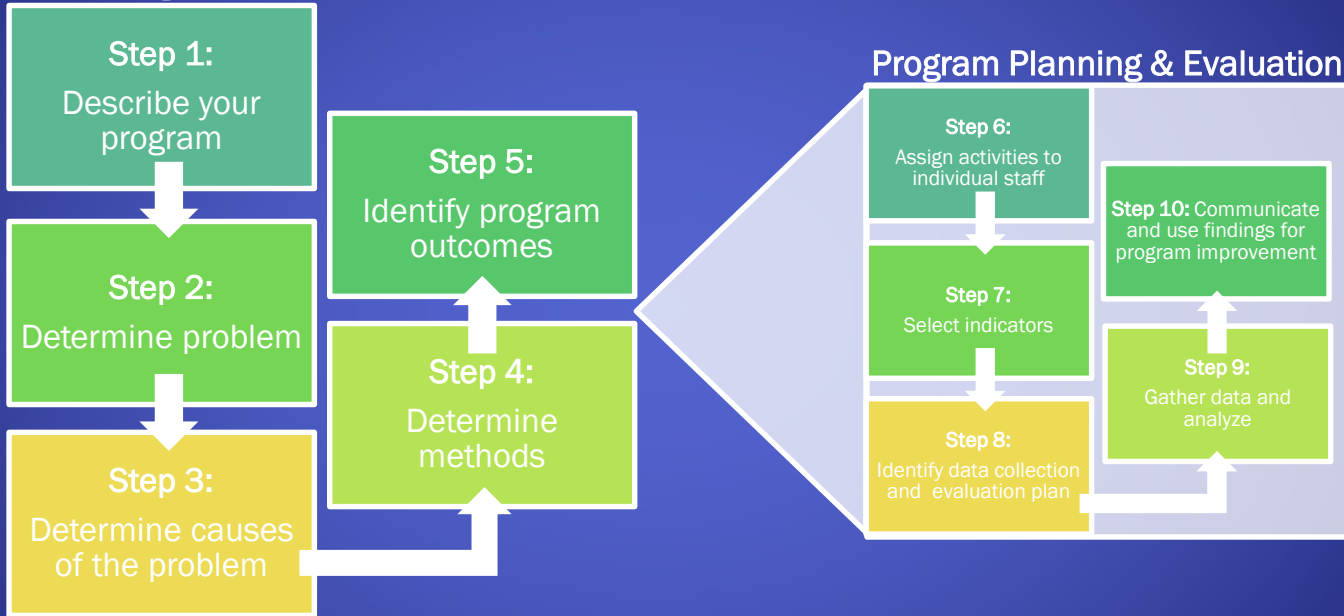 Step 1:
Describe your
program
Step 2:
Determine problem
Step 3:
Determine causes
of the problem
Step 4:
Determine
methods
Step 5:
Identify program
outcomes
Program Planning & Evaluation
Step 6:
Assign activities to
individual staff
Step 7:
Select indicators
Step 8:
Identify data collection
and evaluation plan
Step 9:
Gather data and
analyze
Step 10: Communicate
and use findings for
program improvement